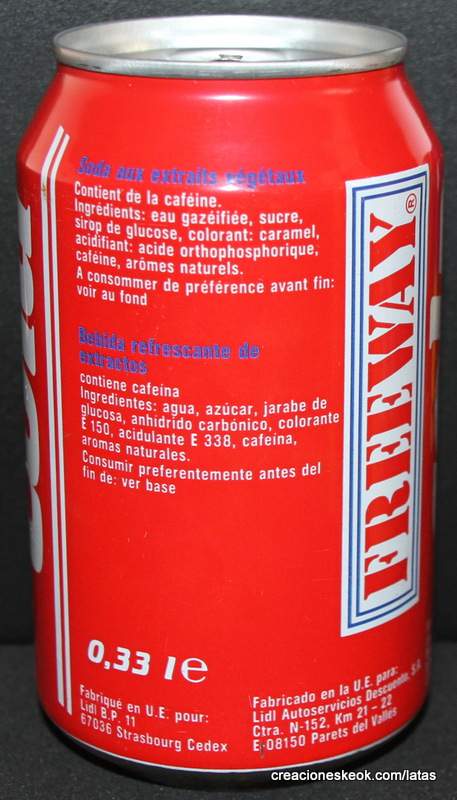 Soda aux extraits végétaux
Contient de la caféine.
Ingrédients: eau gazéifiée, sucre,
sirop de glucose, colorant: caramel,
acidifiant: acide orthophosphorique,
caféine, arômes naturels.
A consommer de préférence avant fin:
voir au fond
Bebida refrescante de
extractos
contiene cafeína
Ingredientes: agua, azúcar, jarabe de
glucosa, anhidrido carbónico, colorante
E 150, acidulante E 338, cafeína,
aromas naturales.
Consumir preferentemente antes del
fin de: ver base
FREEWAY®
0,33 l e
Fabriqué en U.E. pour:
Lidl B.P. 11
67036 Strasbourg Cedex
Fabricado en la U.E. para:
Lidl Autoservicios Descuento, S.A.
Ctra. N-152, Km 21 - 22
E-08150 Parets del Vallès
creacioneskeok.com/latas